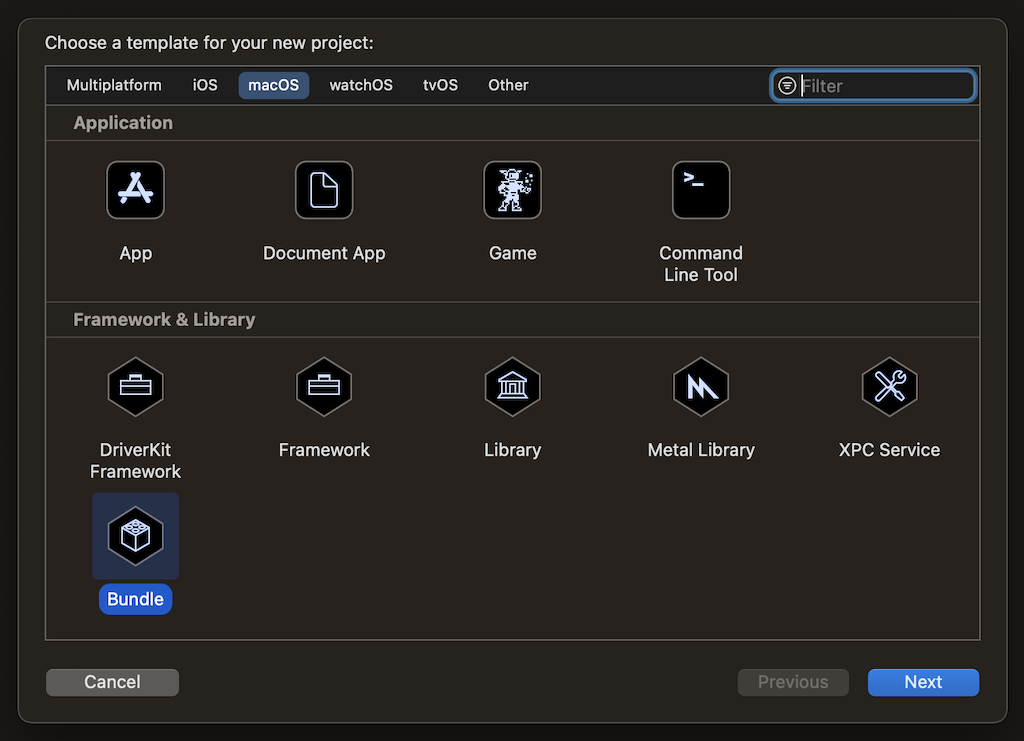 Choose a template for your new project:
Multiplatform iOS macOS watchOS tvOS Other Filter
Application
App Document App Game Command
Line Tool
Framework & Library
DriverKit Framework Library Metal Library XPC Service
Framework
Bundle
Cancel Previous Next